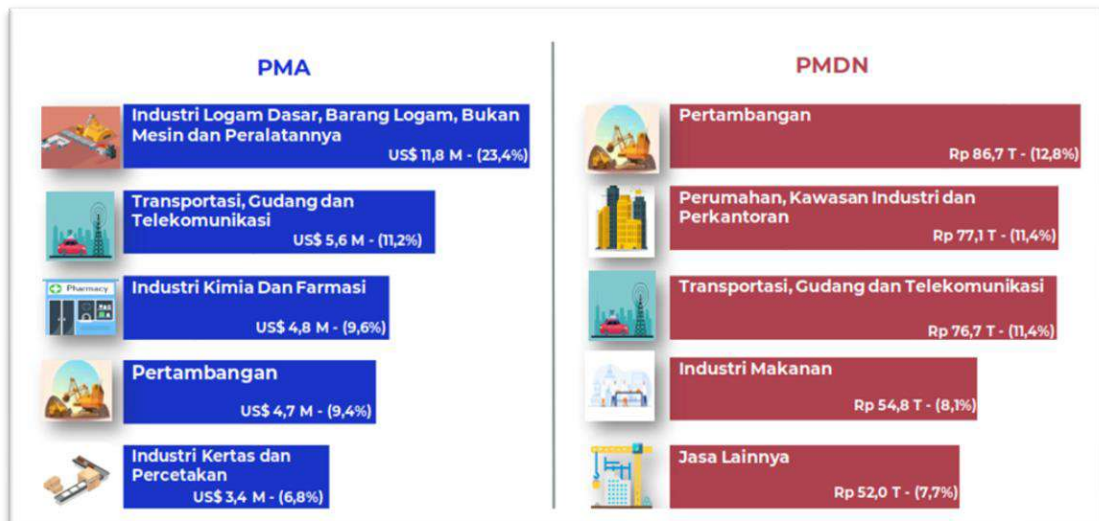 PMA
Industri Logam Dasar, Barang Logam, Bukan
Mesin dan Peralatannya
US$ 11,8 M - (23,4%)
Transportasi, Gudang dan
Telekomunikasi
US$ 5,6 M - (11,2%)
Pharmacy
Industri Kimia Dan Farmasi
US$ 4,8 M - (9,6%)
Pertambangan
US$ 4,7 M - (9,4%)
Industri Kertas dan
Percetakan
US$ 3,4 M - (6,8%)
PMDN
Pertambangan
Rp 86,7 T - (12,8%)
Perumahan, Kawasan Industri dan
Perkantoran
Rp 77,1 T - (11,4%)
Transportasi, Gudang dan Telekomunikasi
Rp 76,7 T - (11,4%)
Industri Makanan
Rp 54,8 T - (8,1%)
Jasa Lainnya
Rp 52,0 T - (7,7%)